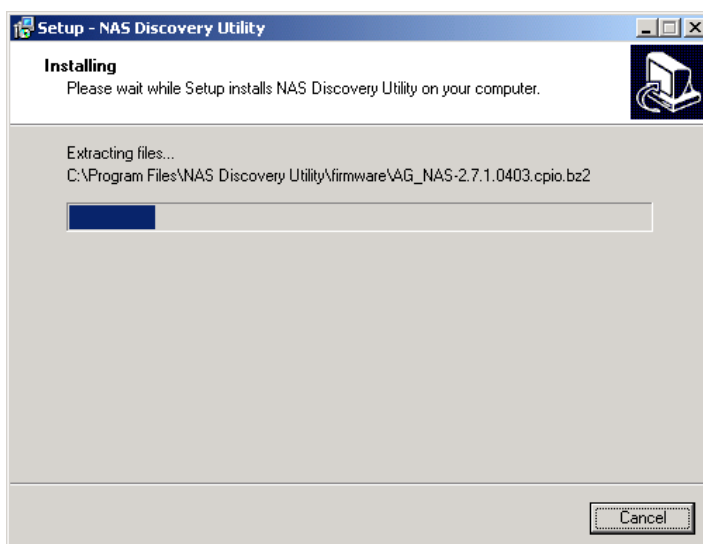 Setup - NAS Discovery Utility
Installing
Please wait while Setup installs NAS Discovery Utility on your computer.
Extracting files...
C:\Program Files\NAS Discovery Utility\firmware\AG_NAS-2.7.1.0403.cpio.bz2
Cancel